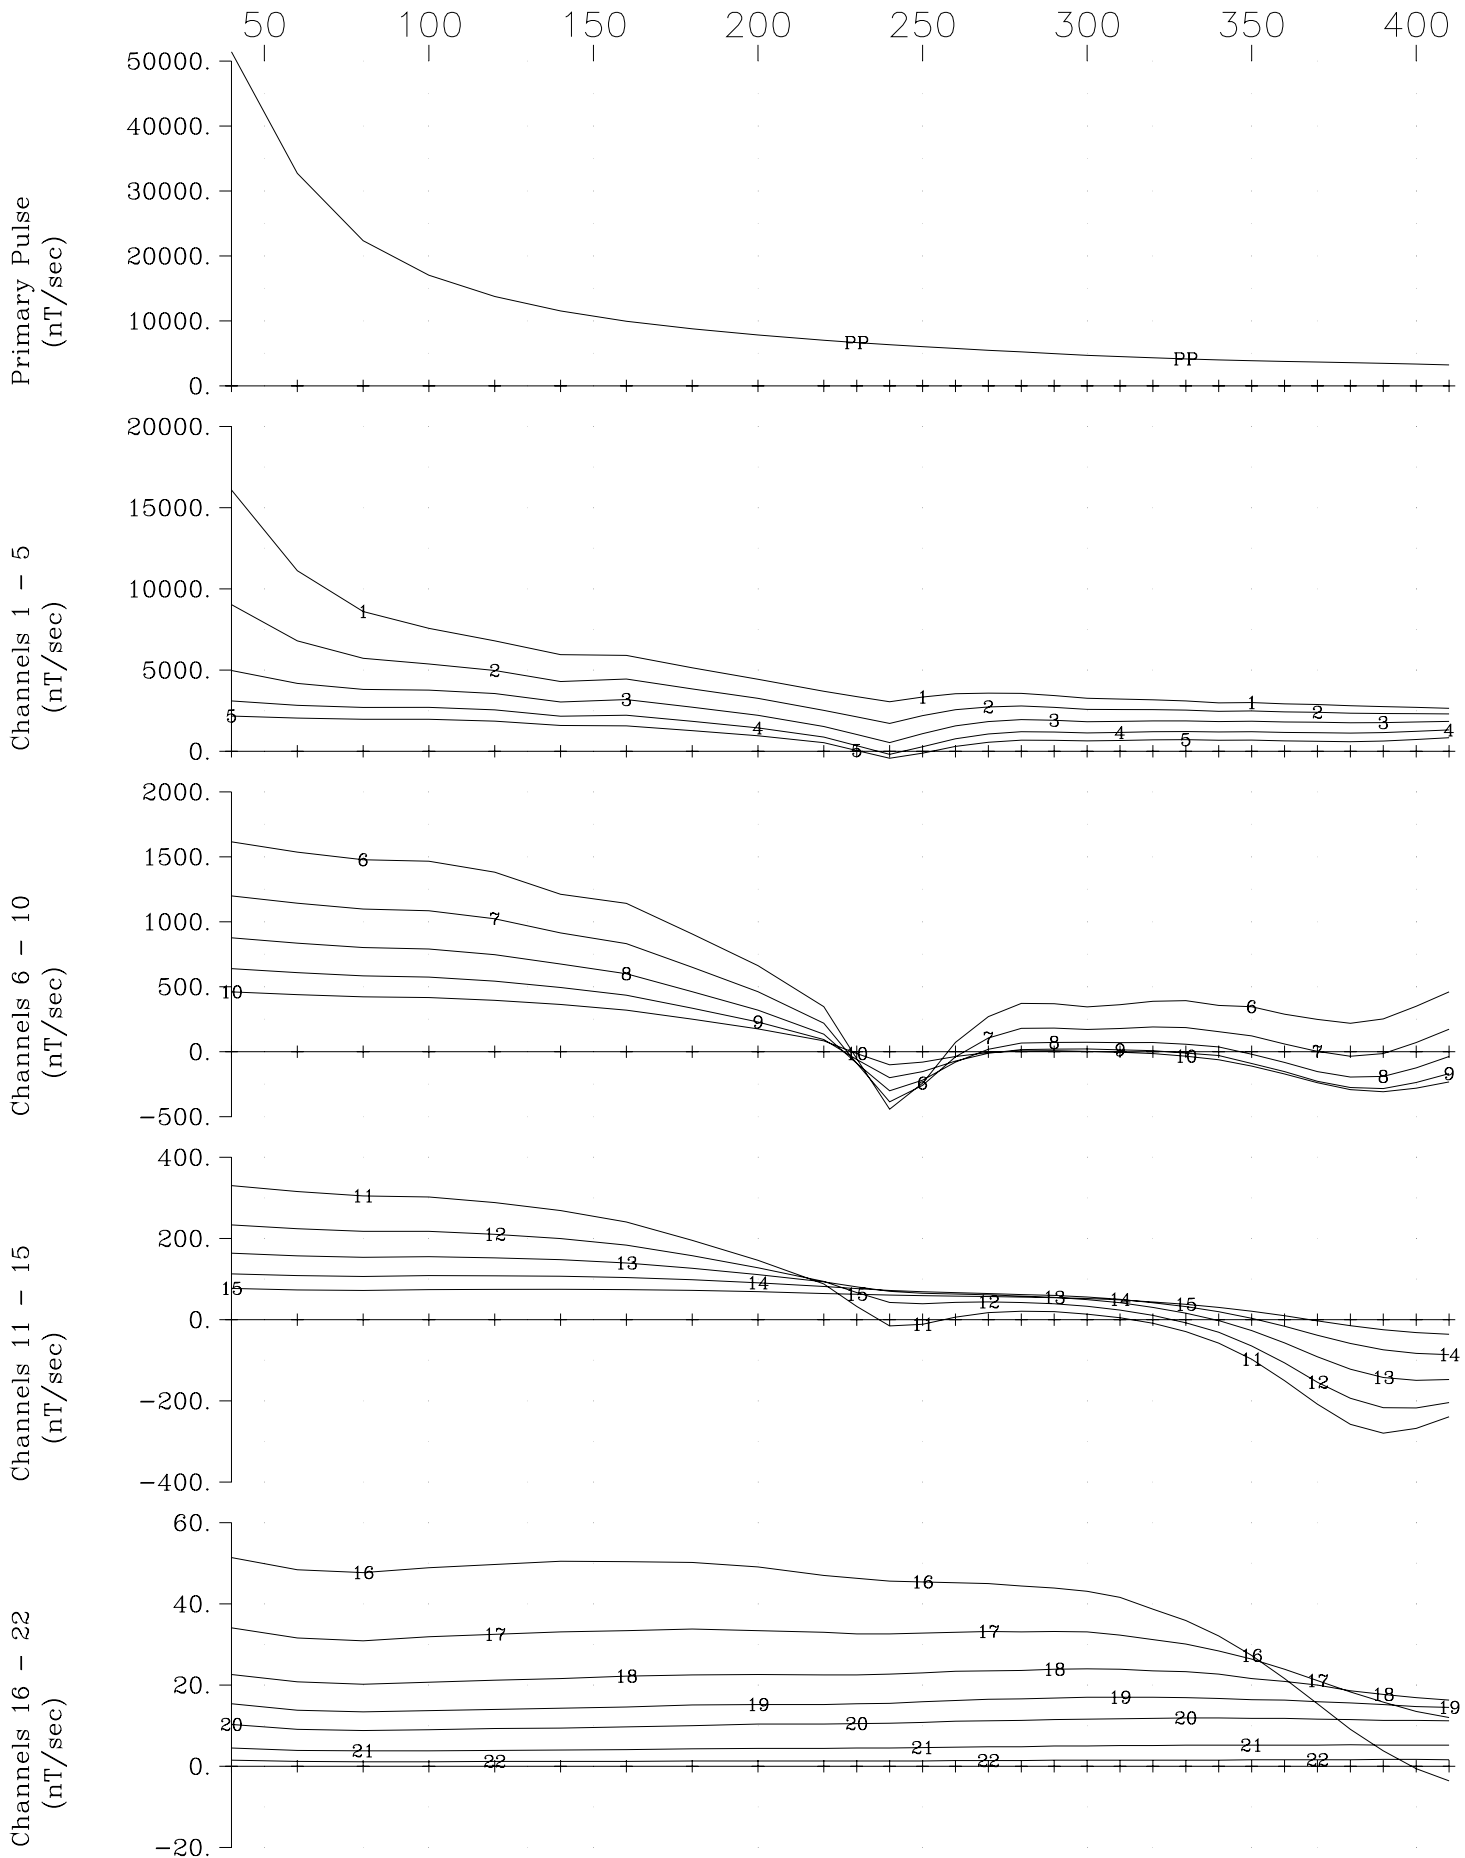 50 100 150 200 250 300 350 400
Primary Pulse
(nT/sec)
50000.
40000.
30000.
20000.
10000.
0.
PP PP
Channels 1 - 5
(nT/sec)
20000.
15000.
10000.
5000.
0.
1 1 1
2 2 2
3 3 3
4 4 4
5 5 5
Channels 6 - 10
(nT/sec)
2000.
1500.
1000.
500.
0.
-500.
6 6 6
7 7 7
8 8 8
9 9 9
10 10 10
Channels 11 - 15
(nT/sec)
400.
200.
0.
-200.
-400.
11 11 11
12 12 12
13 13 13
14 14 14
15 15 15
Channels 16 - 22
(nT/sec)
60.
40.
20.
0.
-20.
16 16 16
17 17 17
18 18 18
19 19 19
20 20 20
21 21 21
22 22 22